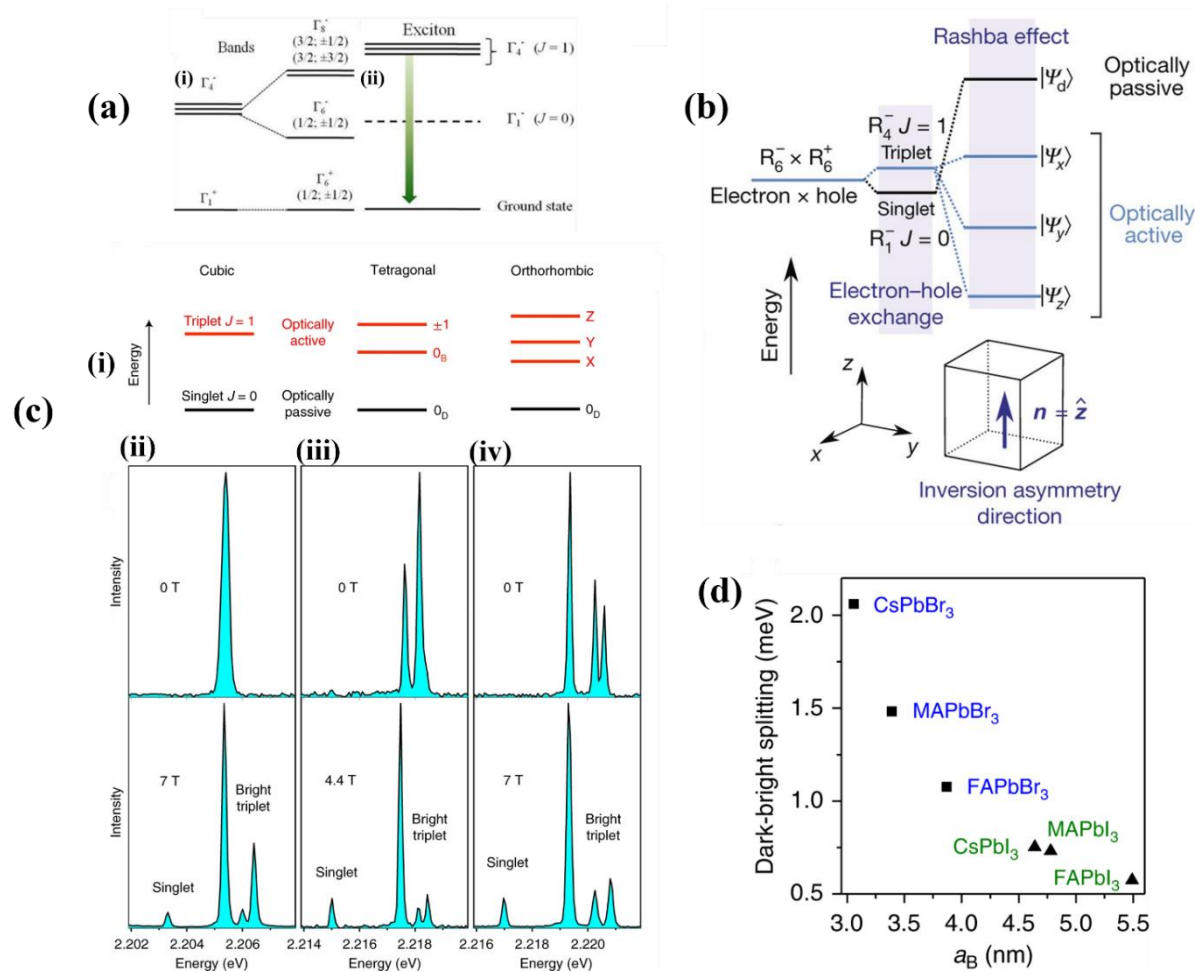 (a)
(i)
Bands
Γ₄⁻
Γ₁⁺
Γ₈⁻
(3/2; ±1/2)
(3/2; ±3/2)
Γ₆⁻
(1/2; ±1/2)
Γ₆⁺
(1/2; ±1/2)
(ii)
Exciton
Γ₄⁻ (J = 1)
Γ₁⁻ (J = 0)
Ground state
(b)
Rashba effect
|Ψd⟩
Optically
passive
R₆⁻ × R₆⁺
Electron × hole
R₄⁻ J = 1
Triplet
Singlet
R₁⁻ J = 0
|Ψx⟩
|Ψy⟩
|Ψz⟩
Optically
active
Electron–hole
exchange
Energy
z
x
y
n = ẑ
Inversion asymmetry
direction
(c)
(i)
Energy
Cubic
Tetragonal
Orthorhombic
Triplet J = 1
Optically
active
±1
0B
Z
Y
X
Singlet J = 0
Optically
passive
0D
0D
(ii)
(iii)
(iv)
Intensity
0 T
0 T
0 T
Intensity
7 T
Bright
triplet
Singlet
4.4 T
Bright
triplet
Singlet
7 T
Bright triplet
Singlet
2.202 2.204 2.206
2.214 2.216 2.218
2.216 2.218 2.220
Energy (eV)
Energy (eV)
Energy (eV)
(d)
Dark-bright splitting (meV)
2.0
1.5
1.0
0.5
CsPbBr₃
MAPbBr₃
FAPbBr₃
CsPbI₃
MAPbI₃
FAPbI₃
3.0 3.5 4.0 4.5 5.0 5.5
aB (nm)